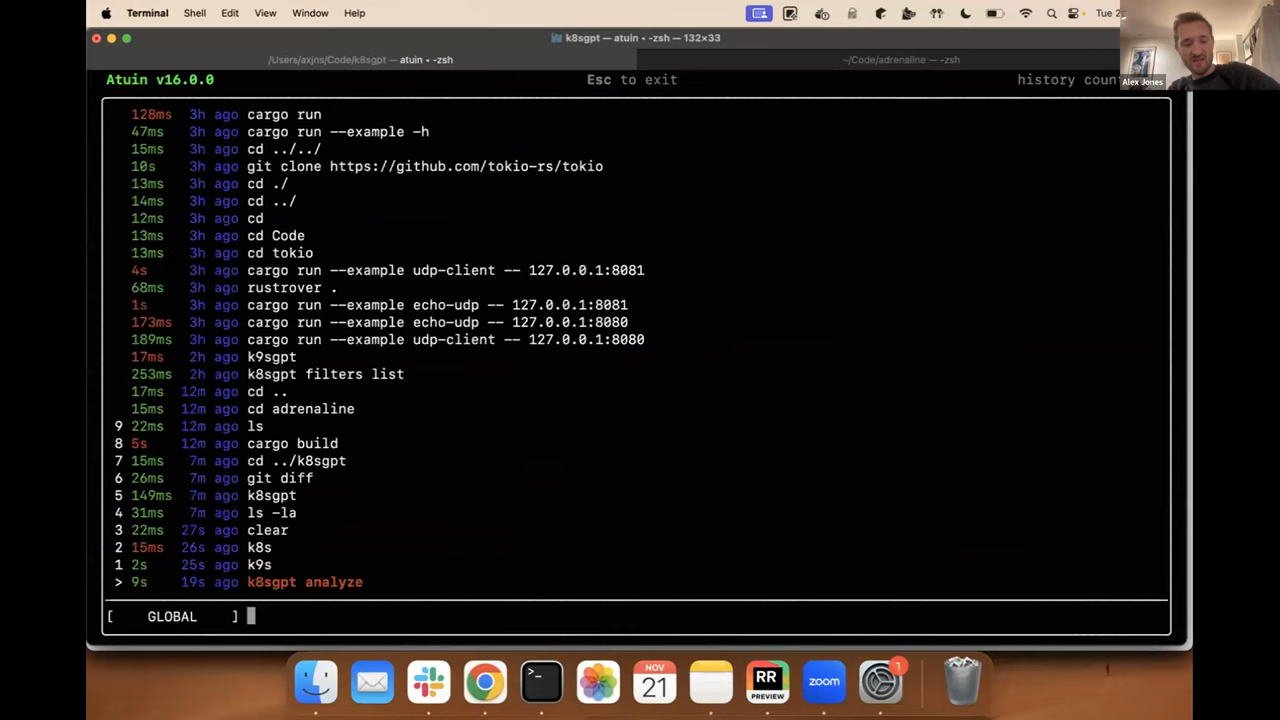 Terminal Shell Edit View Window Help
k8sgpt — atuin • -zsh — 132×33
/Users/axjns/Code/k8sgpt — atuin • -zsh
~/Code/adrenaline — -zsh
Atuin v16.0.0
Esc to exit
history
Alex Jones
128ms 3h ago cargo run
47ms 3h ago cargo run --example -h
15ms 3h ago cd ../../
10s 3h ago git clone https://github.com/tokio-rs/tokio
13ms 3h ago cd ./
14ms 3h ago cd ../
12ms 3h ago cd
13ms 3h ago cd Code
13ms 3h ago cd tokio
4s 3h ago cargo run --example udp-client -- 127.0.0.1:8081
68ms 3h ago rustrover .
1s 3h ago cargo run --example echo-udp -- 127.0.0.1:8081
173ms 3h ago cargo run --example echo-udp -- 127.0.0.1:8080
189ms 3h ago cargo run --example udp-client -- 127.0.0.1:8080
17ms 2h ago k9sgpt
253ms 2h ago k8sgpt filters list
17ms 12m ago cd ..
15ms 12m ago cd adrenaline
9 22ms 12m ago ls
8 5s 12m ago cargo build
7 15ms 7m ago cd ../k8sgpt
6 26ms 7m ago git diff
5 149ms 7m ago k8sgpt
4 31ms 7m ago ls -la
3 22ms 27s ago clear
2 15ms 26s ago k8s
1 2s 25s ago k9s
> 9s 19s ago k8sgpt analyze
[ GLOBAL ]
NOV
21
RR
PREVIEW
zoom
1